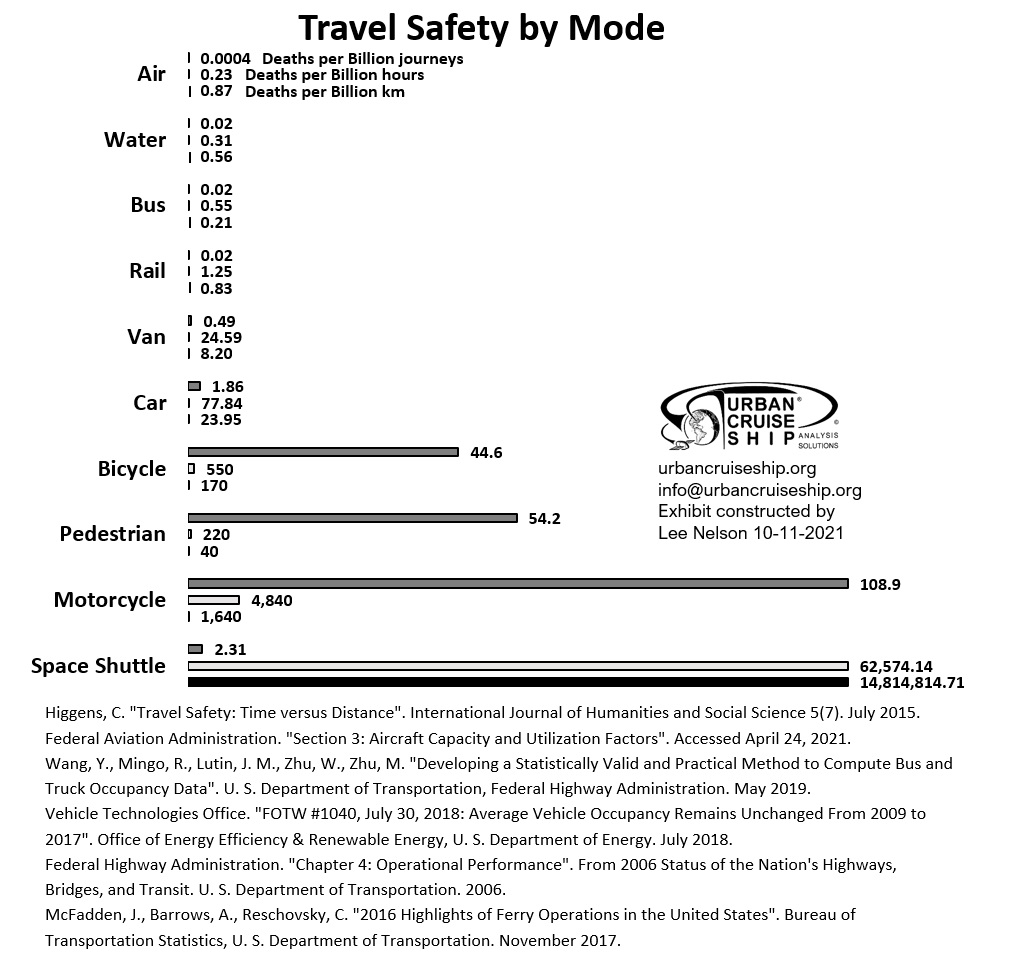 Travel Safety by Mode
Air
0.0004 Deaths per Billion journeys
0.23 Deaths per Billion hours
0.87 Deaths per Billion km
Water
0.02
0.31
0.56
Bus
0.02
0.55
0.21
Rail
0.02
1.25
0.83
Van
0.49
24.59
8.20
Car
1.86
77.84
23.95
Bicycle
44.6
550
170
Pedestrian
54.2
220
40
Motorcycle
108.9
4,840
1,640
Space Shuttle
2.31
62,574.14
14,814,814.71
URBAN®
CRUISE
SHIP ANALYSIS
SOLUTIONS
©
urbancruiseship.org
info@urbancruiseship.org
Exhibit constructed by
Lee Nelson 10-11-2021
Higgens, C. "Travel Safety: Time versus Distance". International Journal of Humanities and Social Science 5(7). July 2015.
Federal Aviation Administration. "Section 3: Aircraft Capacity and Utilization Factors". Accessed April 24, 2021.
Wang, Y., Mingo, R., Lutin, J. M., Zhu, W., Zhu, M. "Developing a Statistically Valid and Practical Method to Compute Bus and
Truck Occupancy Data". U. S. Department of Transportation, Federal Highway Administration. May 2019.
Vehicle Technologies Office. "FOTW #1040, July 30, 2018: Average Vehicle Occupancy Remains Unchanged From 2009 to
2017". Office of Energy Efficiency & Renewable Energy, U. S. Department of Energy. July 2018.
Federal Highway Administration. "Chapter 4: Operational Performance". From 2006 Status of the Nation's Highways,
Bridges, and Transit. U. S. Department of Transportation. 2006.
McFadden, J., Barrows, A., Reschovsky, C. "2016 Highlights of Ferry Operations in the United States". Bureau of
Transportation Statistics, U. S. Department of Transportation. November 2017.